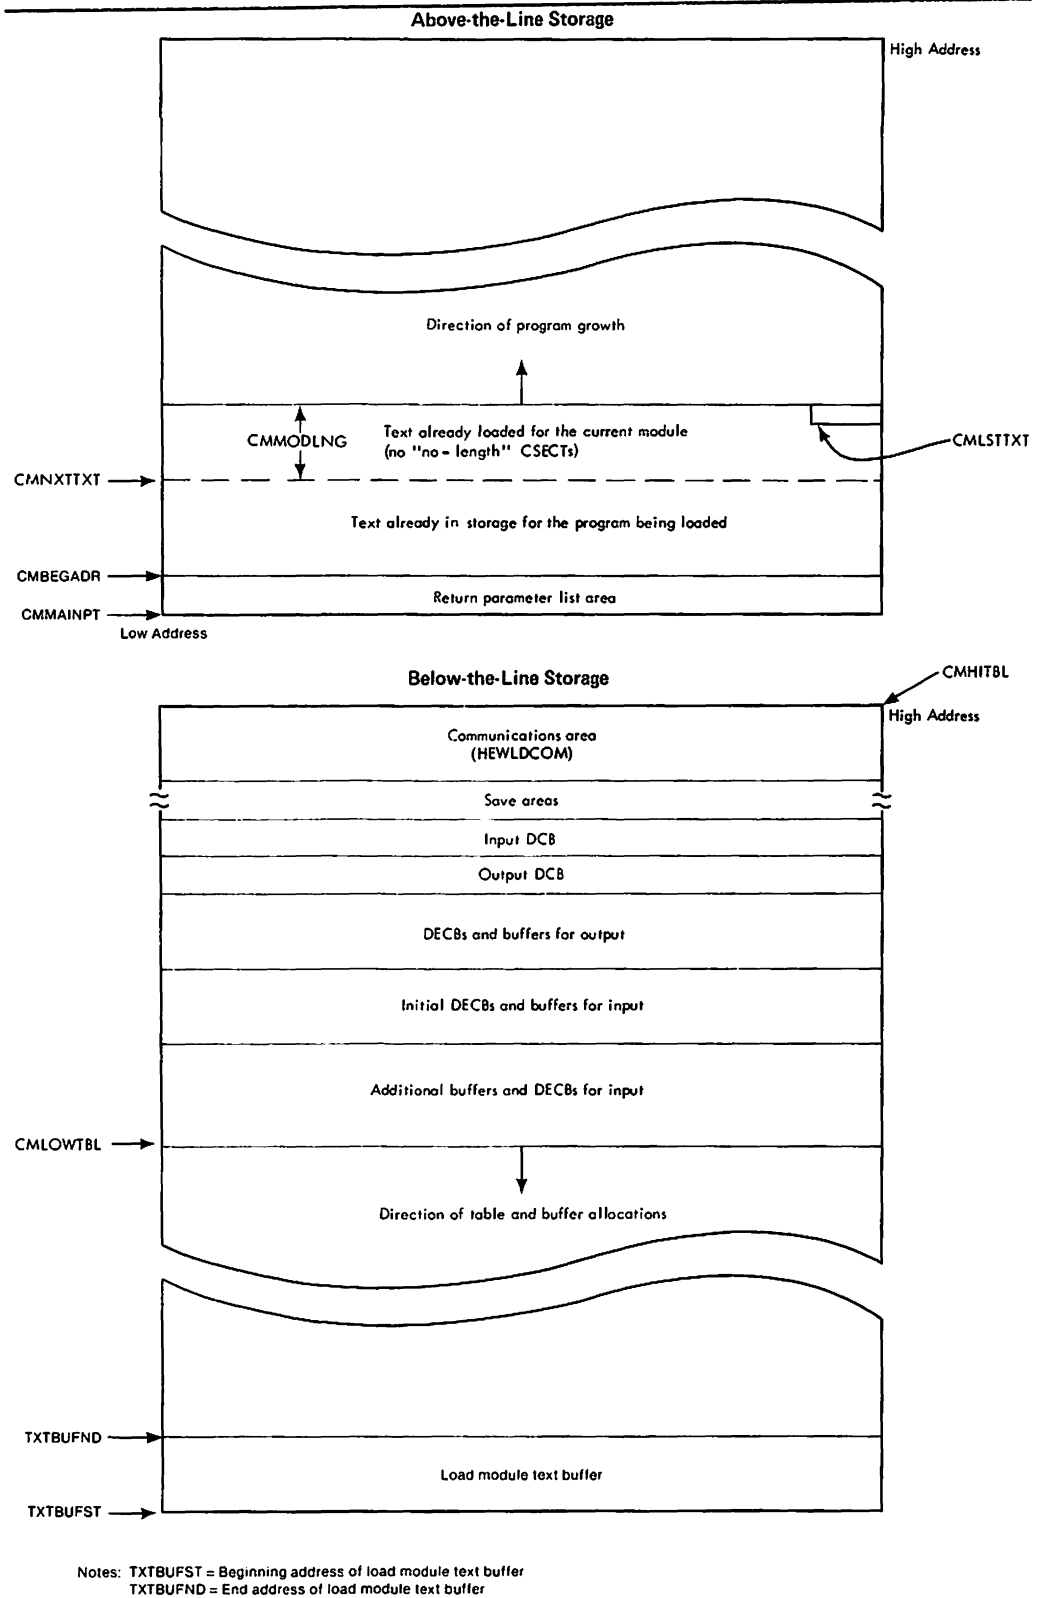 Above-the-Line Storage
High Address
Direction of program growth
CMMODLNG
Text already loaded for the current module
(no "no-length" CSECTs)
CMLSTTXT
CMNXTTXT
Text already in storage for the program being loaded
CMBEGADR
Return parameter list area
CMMAINPT
Low Address
Below-the-Line Storage
CMHITBL
High Address
Communications area
(HEWLDCOM)
Save areas
Input DCB
Output DCB
DECBs and buffers for output
Initial DECBs and buffers for input
Additional buffers and DECBs for input
CMLOWTBL
Direction of table and buffer allocations
TXTBUFND
Load module text buffer
TXTBUFST
Notes: TXTBUFST = Beginning address of load module text buffer
TXTBUFND = End address of load module text buffer